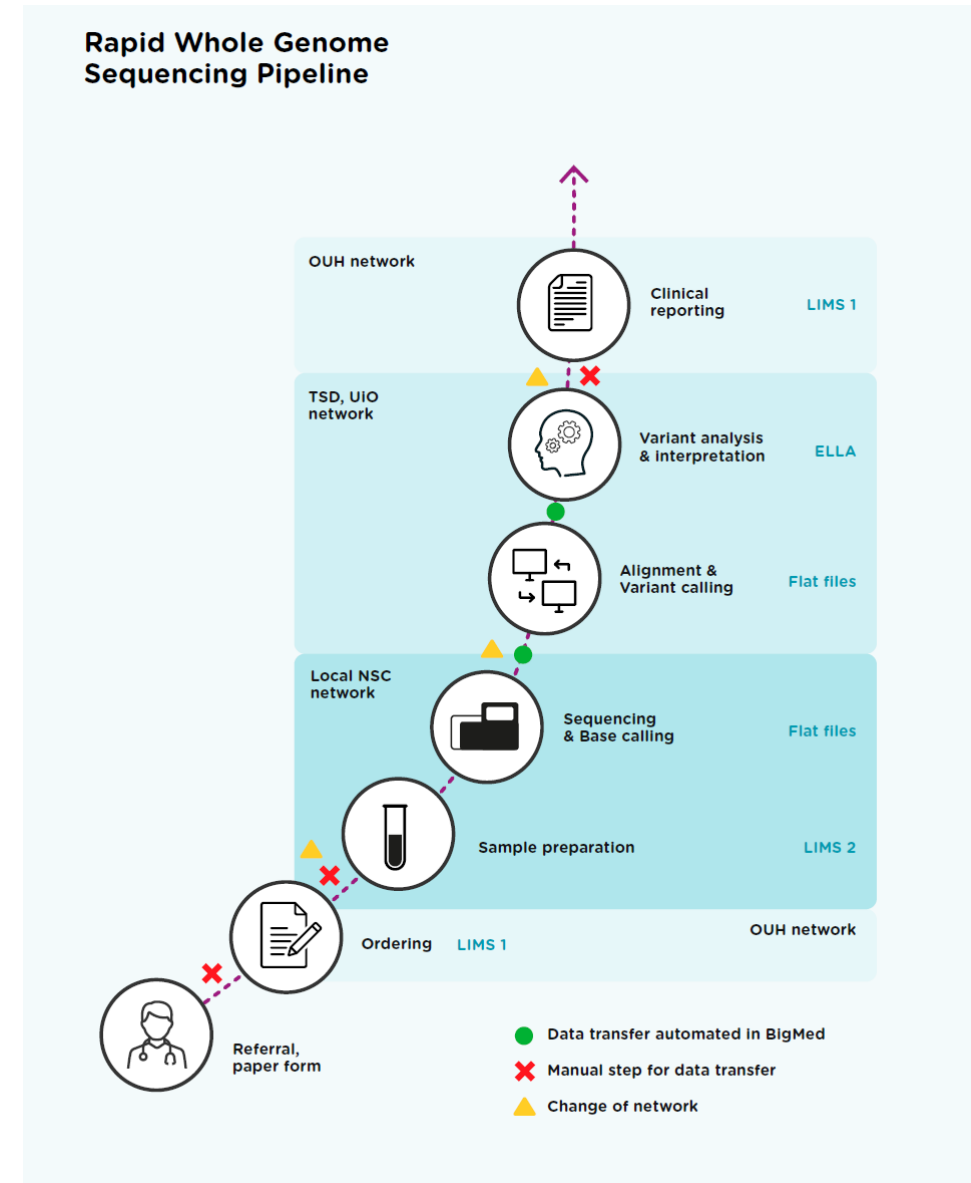 Rapid Whole Genome
Sequencing Pipeline
OUH network
Clinical
reporting
LIMS 1
TSD, UiO
network
Variant analysis
& interpretation
ELLA
Alignment &
Variant calling
Flat files
Local NSC
network
Sequencing
& Base calling
Flat files
Sample preparation
LIMS 2
OUH network
Ordering
LIMS 1
Referral,
paper form
Data transfer automated in BigMed
Manual step for data transfer
Change of network